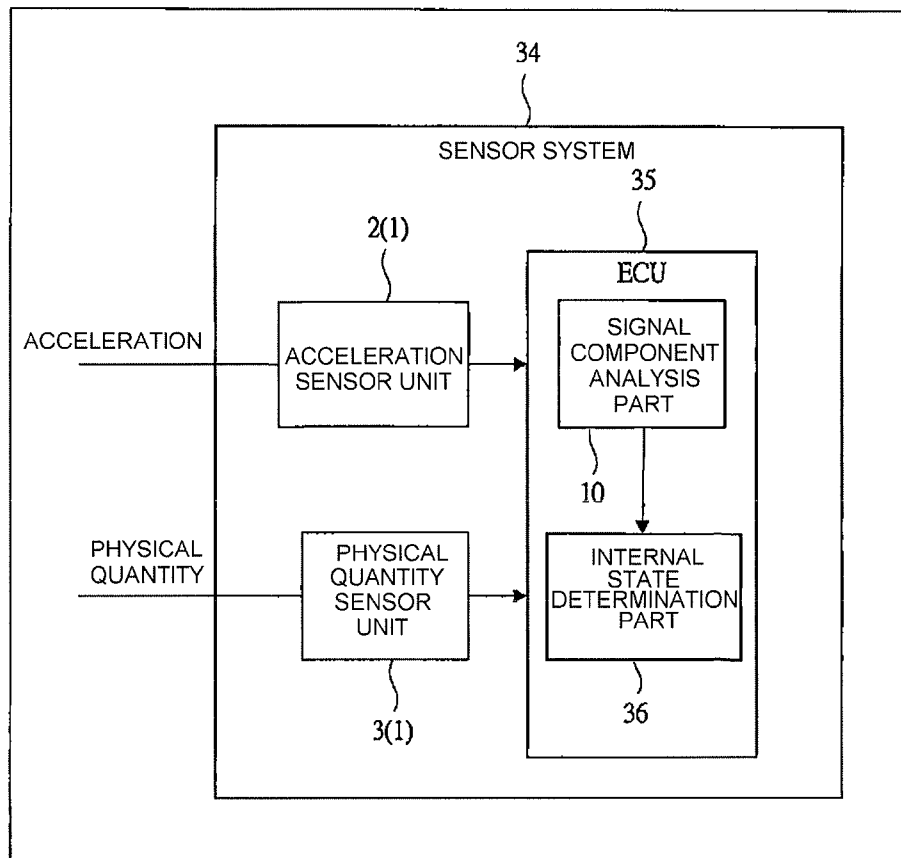 34
SENSOR SYSTEM
35
2(1)
ECU
ACCELERATION
ACCELERATION
SENSOR UNIT
SIGNAL
COMPONENT
ANALYSIS
PART
10
PHYSICAL
QUANTITY
PHYSICAL
QUANTITY
SENSOR
UNIT
INTERNAL
STATE
DETERMINATION
PART
3(1)
36